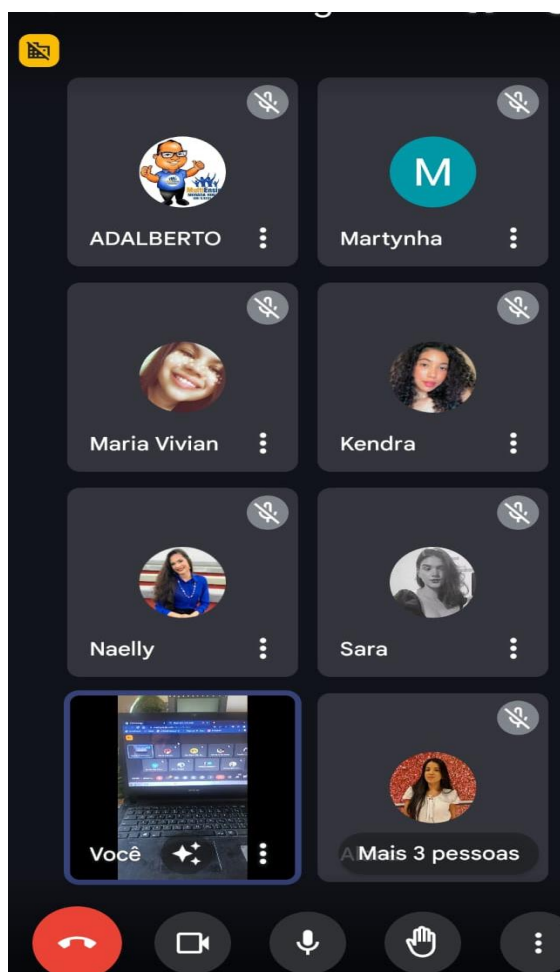 ADALBERTO
Martynha
M
Maria Vivian
Kendra
Naelly
Sara
Você
Mais 3 pessoas